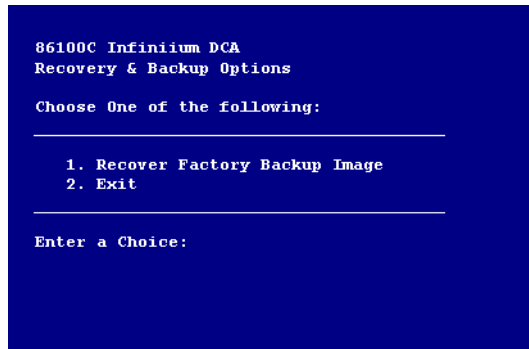 86100C Infiniium DCA
Recovery & Backup Options
Choose One of the following:
1. Recover Factory Backup Image
2. Exit
Enter a Choice: